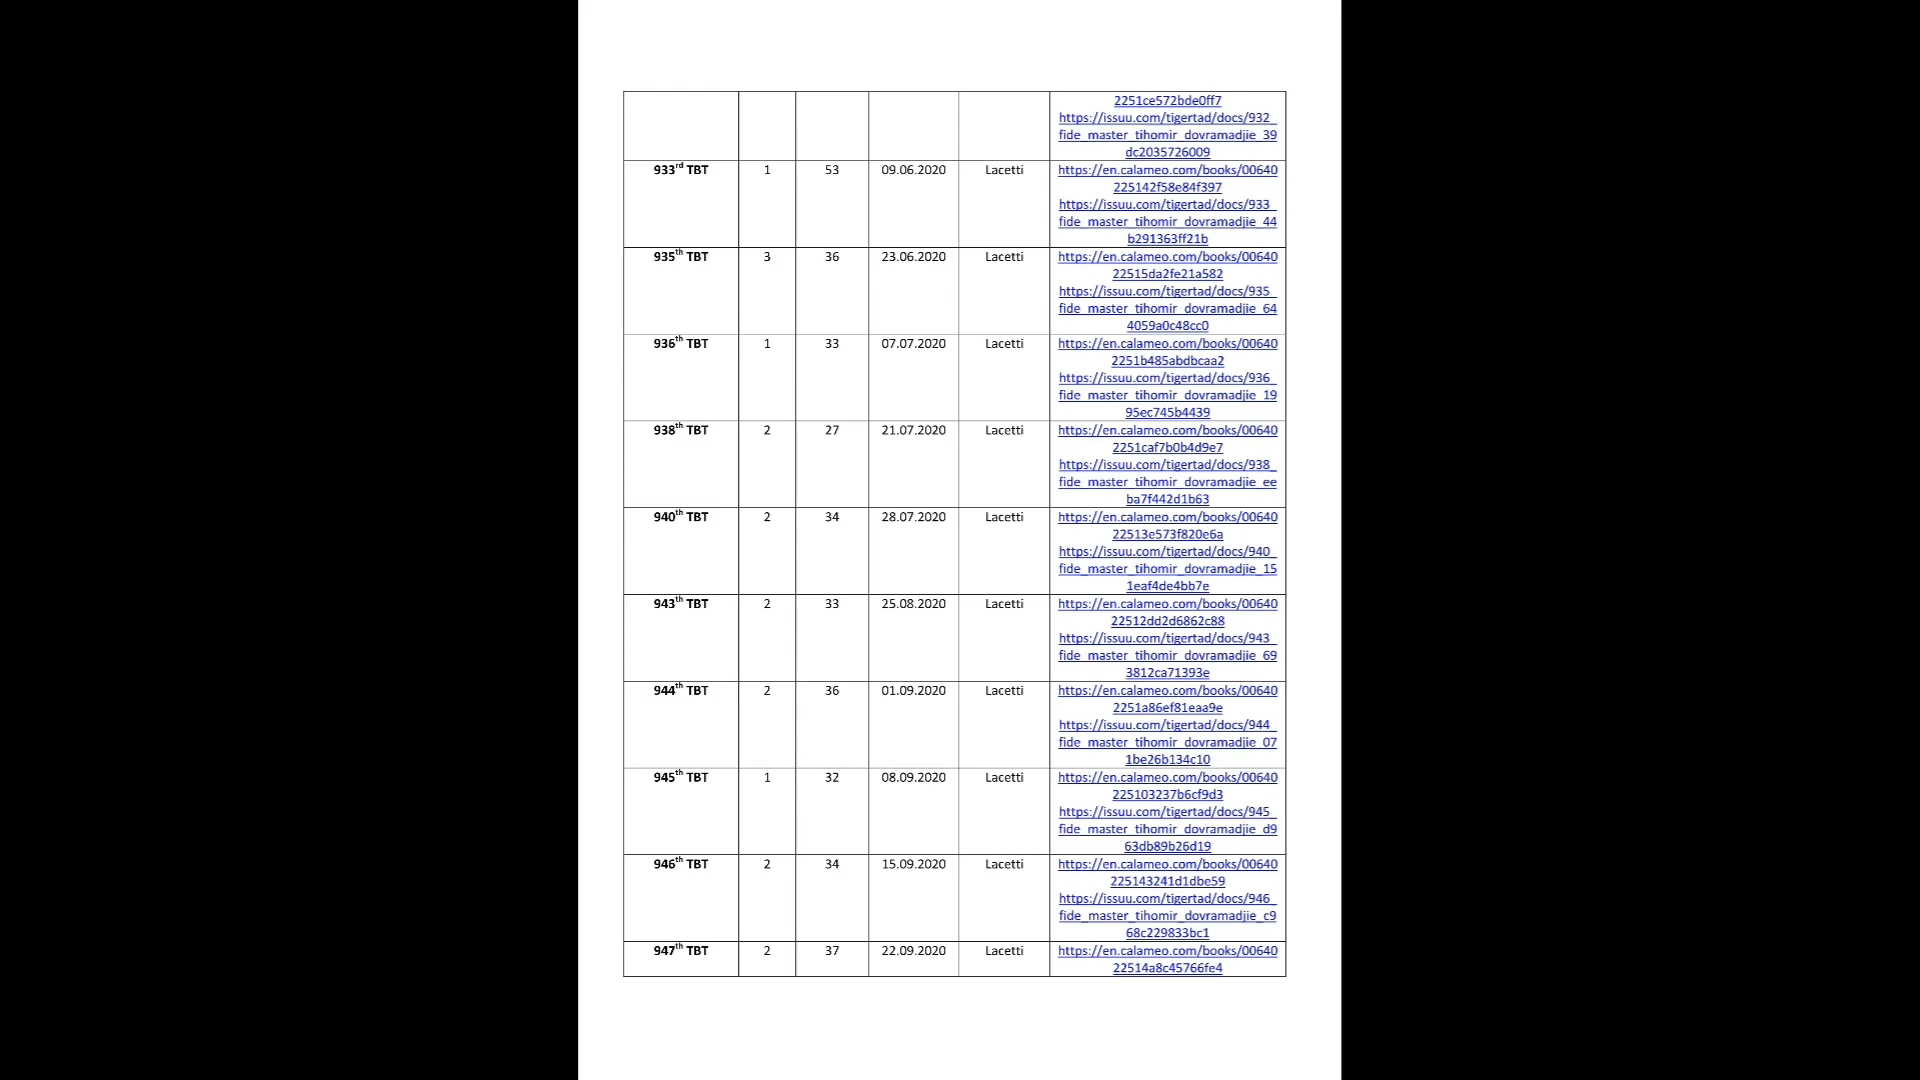 2251ce572bde0ff7
https://issuu.com/tigertad/docs/932_
fide_master_tihomir_dovramadjie_39
dc2035726009
933rd TBT 1 53 09.06.2020 Lacetti https://en.calameo.com/books/00640
225142f58e84f397
https://issuu.com/tigertad/docs/933_
fide_master_tihomir_dovramadjie_44
b291363ff21b
935th TBT 3 36 23.06.2020 Lacetti https://en.calameo.com/books/00640
22515da2fe21a582
https://issuu.com/tigertad/docs/935_
fide_master_tihomir_dovramadjie_64
4059a0c48cc0
936th TBT 1 33 07.07.2020 Lacetti https://en.calameo.com/books/00640
2251b485abdbcaa2
https://issuu.com/tigertad/docs/936_
fide_master_tihomir_dovramadjie_19
95ec745b4439
938th TBT 2 27 21.07.2020 Lacetti https://en.calameo.com/books/00640
2251caf7b0b4d9e7
https://issuu.com/tigertad/docs/938_
fide_master_tihomir_dovramadjie_ee
ba7f442d1b63
940th TBT 2 34 28.07.2020 Lacetti https://en.calameo.com/books/00640
22513e573f820e6a
https://issuu.com/tigertad/docs/940_
fide_master_tihomir_dovramadjie_15
1eaf4de4bb7e
943th TBT 2 33 25.08.2020 Lacetti https://en.calameo.com/books/00640
22512dd2d6862c88
https://issuu.com/tigertad/docs/943_
fide_master_tihomir_dovramadjie_69
3812ca71393e
944th TBT 2 36 01.09.2020 Lacetti https://en.calameo.com/books/00640
2251a86ef81eaa9e
https://issuu.com/tigertad/docs/944_
fide_master_tihomir_dovramadjie_07
1be26b134c10
945th TBT 1 32 08.09.2020 Lacetti https://en.calameo.com/books/00640
225103237b6cf9d3
https://issuu.com/tigertad/docs/945_
fide_master_tihomir_dovramadjie_d9
63db89b26d19
946th TBT 2 34 15.09.2020 Lacetti https://en.calameo.com/books/00640
225143241d1dbe59
https://issuu.com/tigertad/docs/946_
fide_master_tihomir_dovramadjie_c9
68c229833bc1
947th TBT 2 37 22.09.2020 Lacetti https://en.calameo.com/books/00640
22514a8c45766fe4